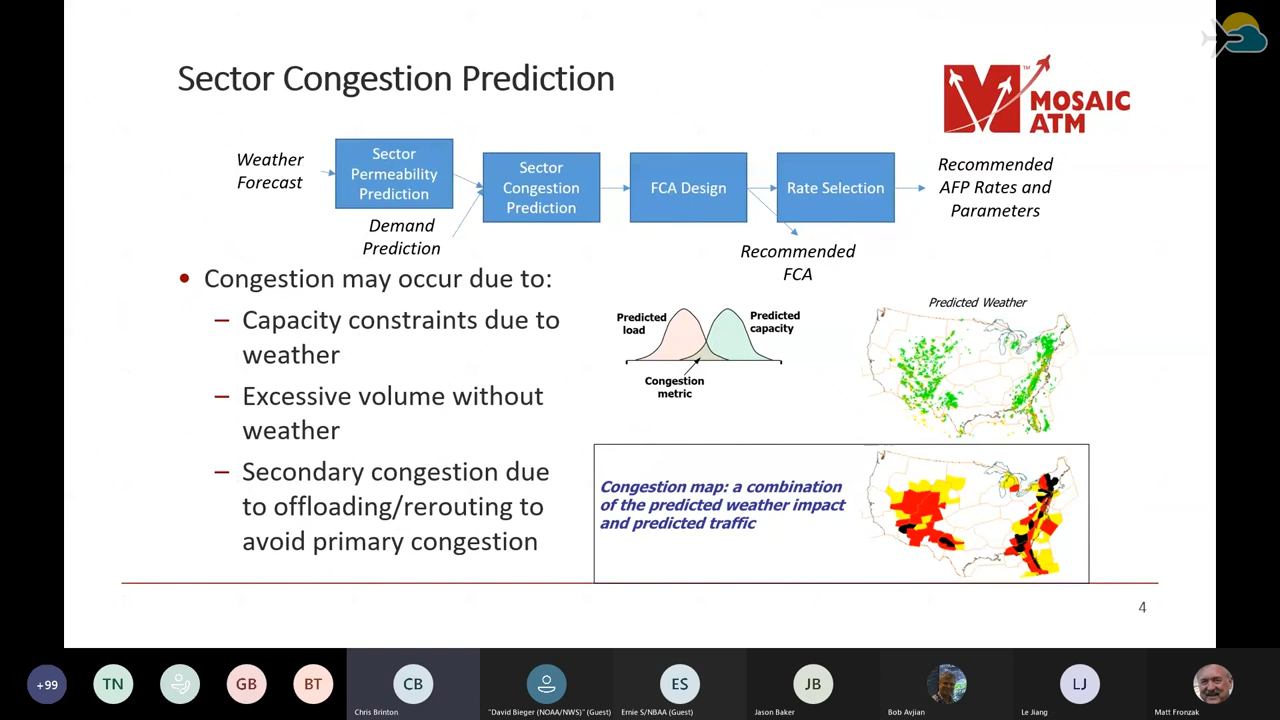 Sector Congestion Prediction
MOSAIC
ATM
TM
Weather
Forecast
Sector
Permeability
Prediction
Demand
Prediction
Sector
Congestion
Prediction
FCA Design
Rate Selection
Recommended
FCA
Recommended
AFP Rates and
Parameters
• Congestion may occur due to:
– Capacity constraints due to
weather
– Excessive volume without
weather
– Secondary congestion due
to offloading/rerouting to
avoid primary congestion
Predicted
load
Predicted
capacity
Congestion
metric
Predicted Weather
Congestion map: a combination
of the predicted weather impact
and predicted traffic
4
+99
TN
GB
BT
CB
Chris Brinton
"David Bieger (NOAA/NWS)" (Guest)
ES
Ernie S/NBAA (Guest)
JB
Jason Baker
Bob Avjian
LJ
Le Jiang
Matt Fronzak